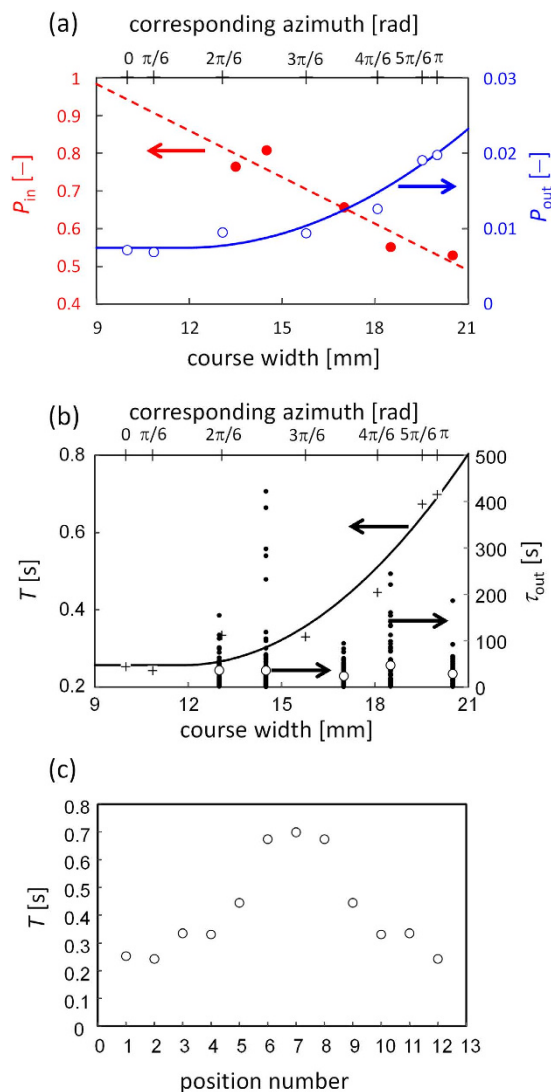 (a)
corresponding azimuth [rad]
0 π/6 2π/6 3π/6 4π/6 5π/6 π
1 0.03
0.9
0.8 0.02
0.7
0.6 0.01
0.5
0.4 0
P_in [−]
P_out [−]
9 12 15 18 21
course width [mm]
(b)
corresponding azimuth [rad]
0 π/6 2π/6 3π/6 4π/6 5π/6 π
0.8 500
400
0.6
300
200
0.4
100
0.2 0
T [s]
τ_out [s]
9 12 15 18 21
course width [mm]
(c)
0.8
0.7
0.6
0.5
0.4
0.3
0.2
0.1
0
T [s]
0 1 2 3 4 5 6 7 8 9 10 11 12 13
position number